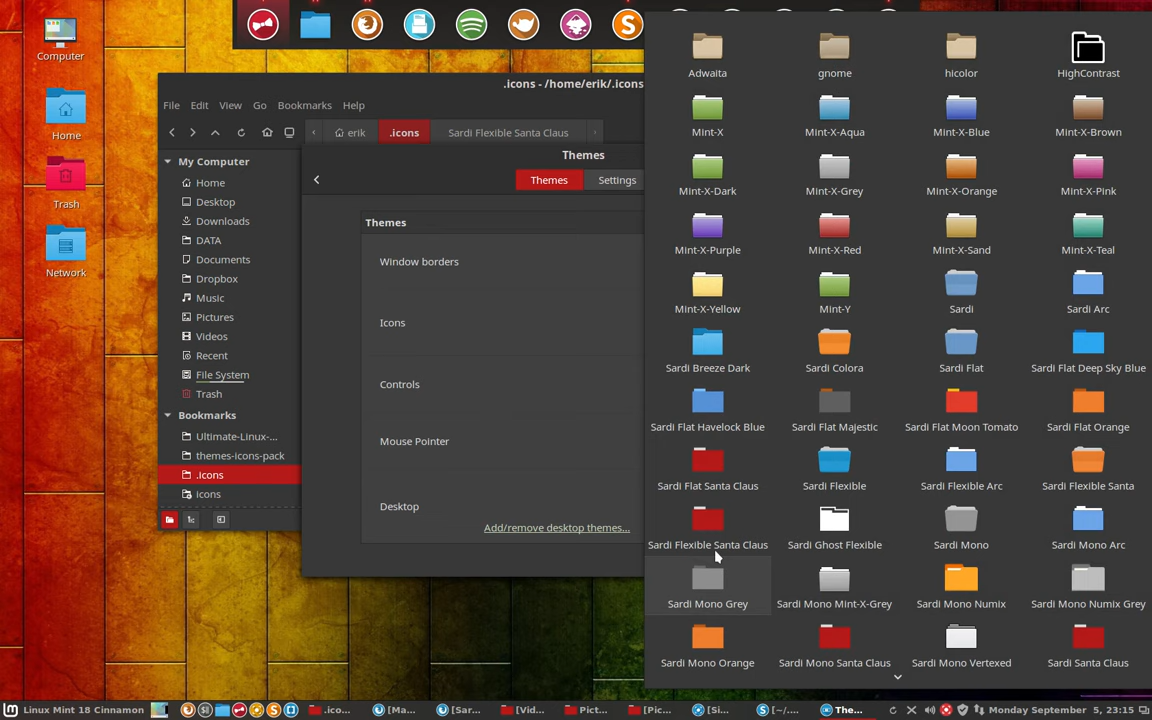 Computer
Home
Trash
Network
.icons - /home/erik/.icons
File Edit View Go Bookmarks Help
erik .icons Sardi Flexible Santa Claus
My Computer
Home
Desktop
Downloads
DATA
Documents
Dropbox
Music
Pictures
Videos
Recent
File System
Trash
Bookmarks
Ultimate-Linux-...
themes-icons-pack
.icons
icons
Themes
Themes Settings
Themes
Window borders
Icons
Controls
Mouse Pointer
Desktop
Add/remove desktop themes...
Adwaita gnome hicolor HighContrast
Mint-X Mint-X-Aqua Mint-X-Blue Mint-X-Brown
Mint-X-Dark Mint-X-Grey Mint-X-Orange Mint-X-Pink
Mint-X-Purple Mint-X-Red Mint-X-Sand Mint-X-Teal
Mint-X-Yellow Mint-Y Sardi Sardi Arc
Sardi Breeze Dark Sardi Colora Sardi Flat Sardi Flat Deep Sky Blue
Sardi Flat Havelock Blue Sardi Flat Majestic Sardi Flat Moon Tomato Sardi Flat Orange
Sardi Flat Santa Claus Sardi Flexible Sardi Flexible Arc Sardi Flexible Santa
Sardi Flexible Santa Claus Sardi Ghost Flexible Sardi Mono Sardi Mono Arc
Sardi Mono Grey Sardi Mono Mint-X-Grey Sardi Mono Numix Sardi Mono Numix Grey
Sardi Mono Orange Sardi Mono Santa Claus Sardi Mono Vertexed Sardi Santa Claus
Linux Mint 18 Cinnamon .ico... [Ma... [Sar... [Vid... Pict... [Pic... [Si... [~/.... The... Monday September 5, 23:15